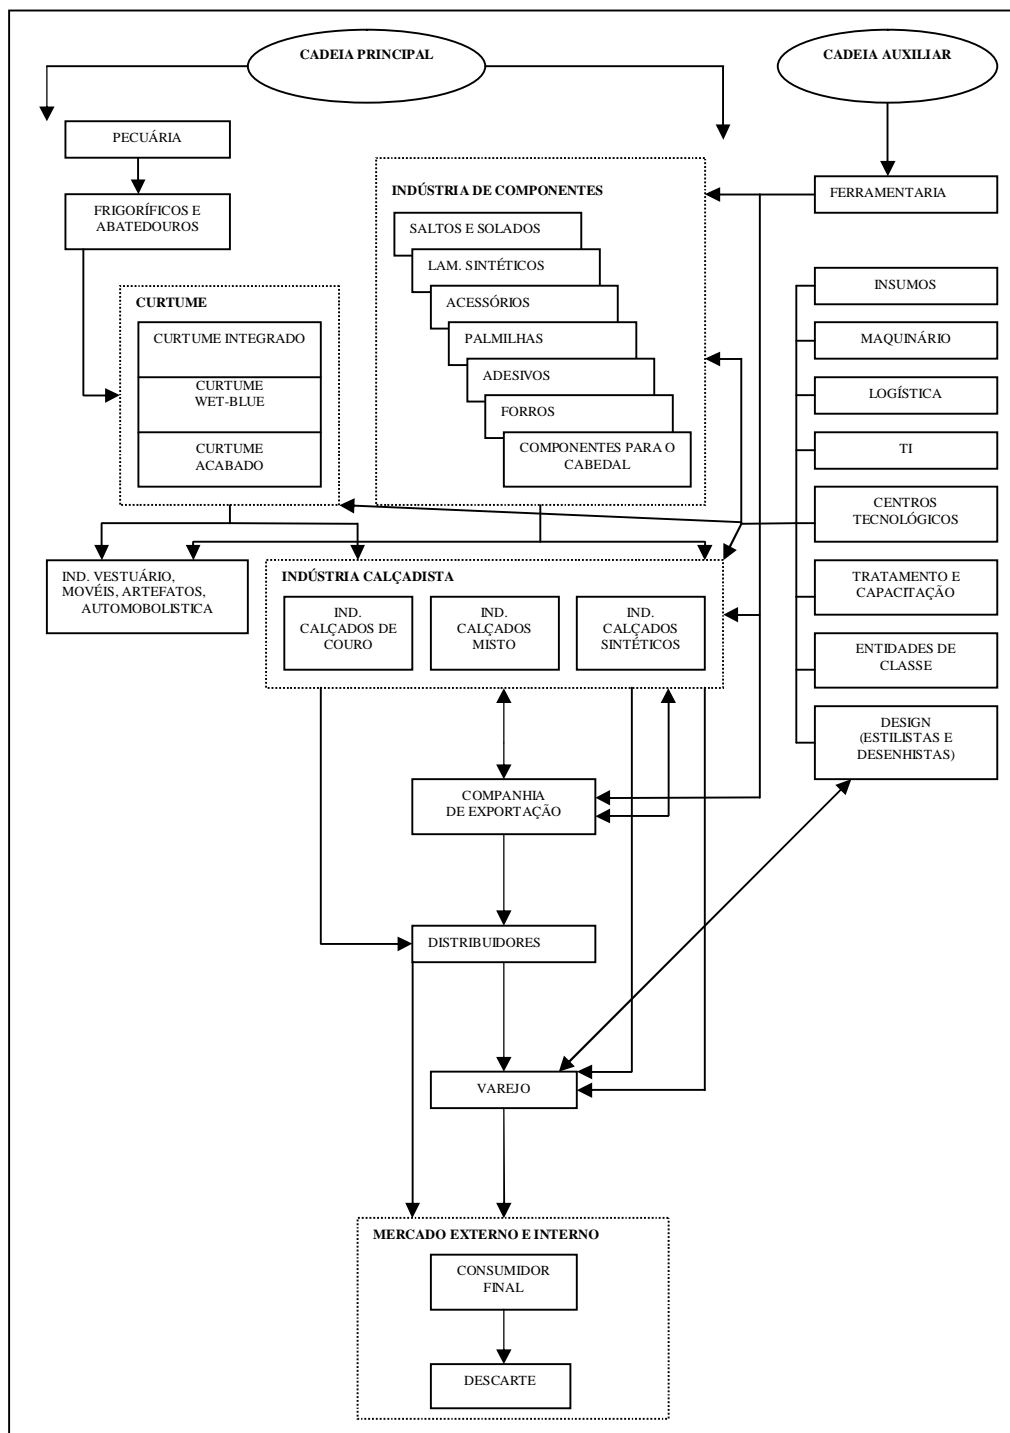 CADEIA PRINCIPAL
CADEIA AUXILIAR
PECUÁRIA
FRIGORÍFICOS E
ABATEDOUROS
CURTUME
CURTUME INTEGRADO
CURTUME
WET-BLUE
CURTUME
ACABADO
INDÚSTRIA DE COMPONENTES
SALTOS E SOLADOS
LAM. SINTÉTICOS
ACESSÓRIOS
PALMILHAS
ADESIVOS
FORROS
COMPONENTES PARA O
CABEDAL
FERRAMENTARIA
INSUMOS
MAQUINÁRIO
LOGÍSTICA
TI
CENTROS
TECNOLÓGICOS
TRATAMENTO E
CAPACITAÇÃO
ENTIDADES DE
CLASSE
DESIGN
(ESTILISTAS E
DESENHISTAS)
IND. VESTUÁRIO,
MOVÉIS, ARTEFATOS,
AUTOMOBOLISTICA
INDÚSTRIA CALÇADISTA
IND.
CALÇADOS DE
COURO
IND.
CALÇADOS
MISTO
IND.
CALÇADOS
SINTÉTICOS
COMPANHIA
DE EXPORTAÇÃO
DISTRIBUIDORES
VAREJO
MERCADO EXTERNO E INTERNO
CONSUMIDOR
FINAL
DESCARTE